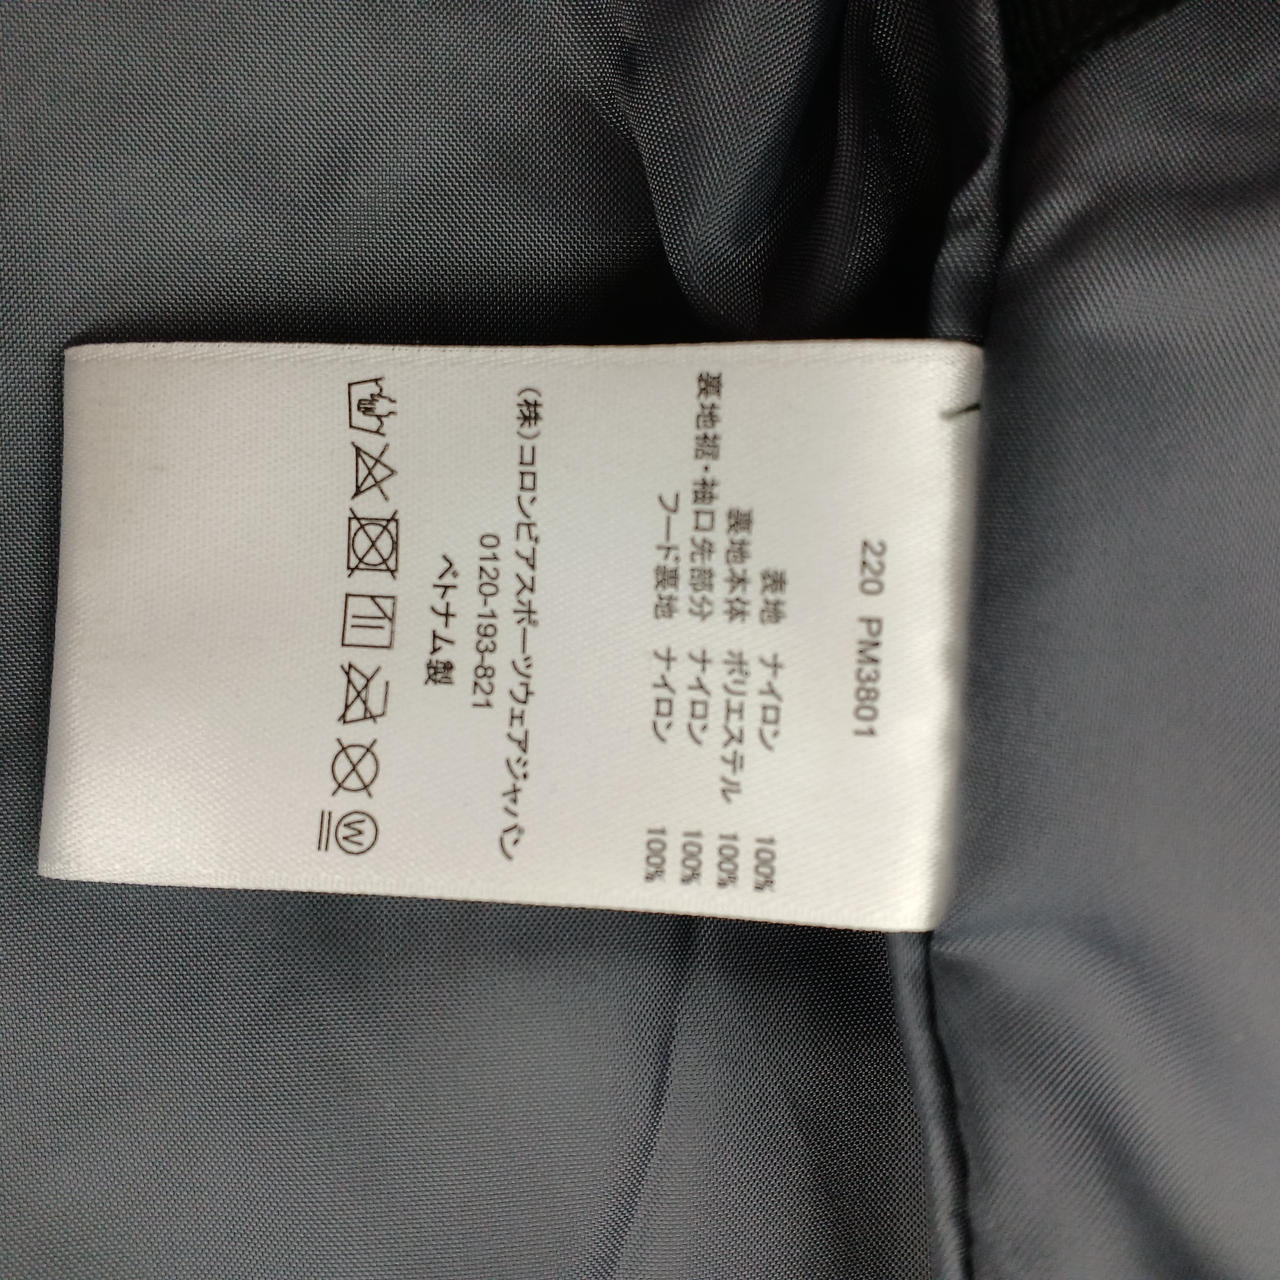 220 PM3801
表地 ナイロン 100%
裏地本体 ポリエステル 100%
裏地裾・袖口先部分 ナイロン 100%
フード裏地 ナイロン 100%
(株)コロンビアスポーツウェアジャパン
0120-193-821
ベトナム製
W